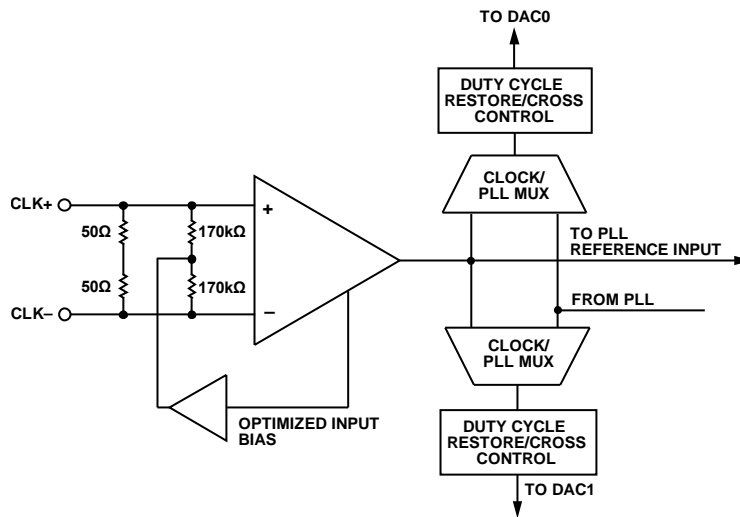 TO DAC0
DUTY CYCLE
RESTORE/CROSS
CONTROL
CLOCK/
PLL MUX
CLK+
50Ω
170kΩ
+
TO PLL
REFERENCE INPUT
50Ω
170kΩ
FROM PLL
CLK–
–
CLOCK/
PLL MUX
OPTIMIZED INPUT
BIAS
DUTY CYCLE
RESTORE/CROSS
CONTROL
TO DAC1